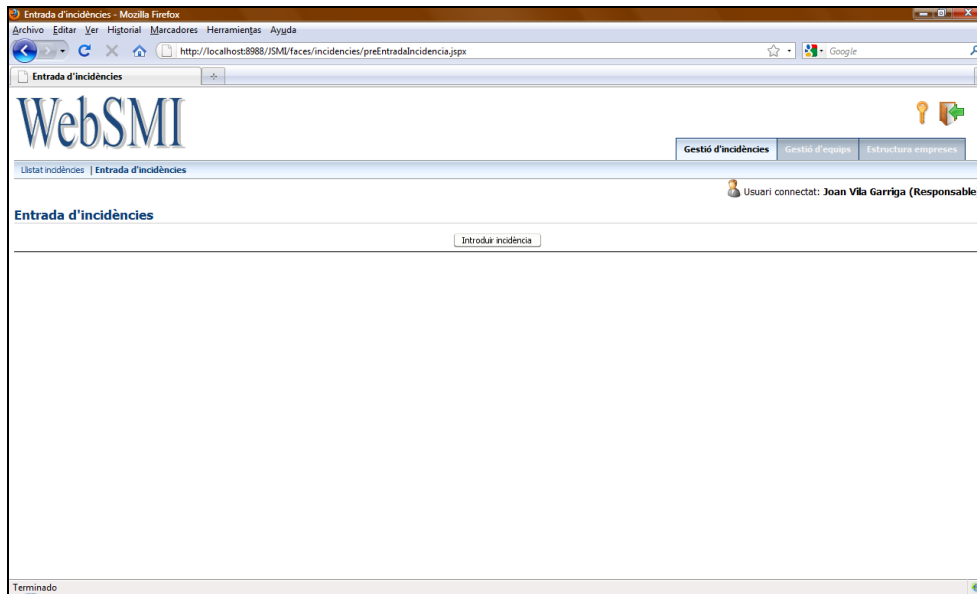 Entrada d'incidències - Mozilla Firefox
Archivo Editar Ver Historial Marcadores Herramientas Ayuda
http://localhost:8988/JSMI/faces/incidencies/preEntradaIncidencia.jspx
Google
Entrada d'incidències
WebSMI
Gestió d'incidències Gestió d'equips Estructura empreses
Llistat incidències | Entrada d'incidències
Usuari connectat: Joan Vila Garriga (Responsable
Entrada d'incidències
Introduir incidència
Terminado